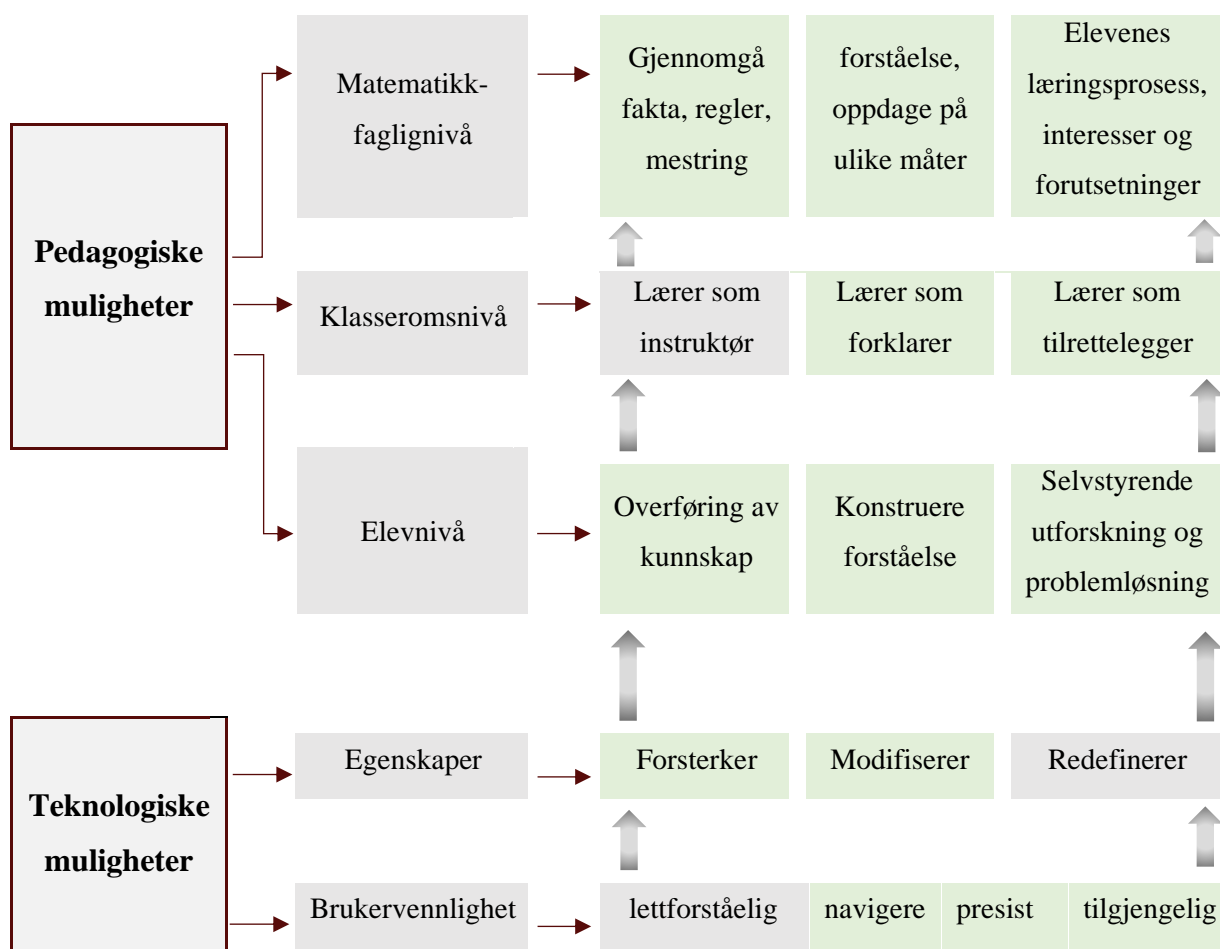 Pedagogiske
muligheter
Matematikk-
faglignivå
Gjennomgå
fakta, regler,
mestring
forståelse,
oppdage på
ulike måter
Elevenes
læringsprosess,
interesser og
forutsetninger
Klasseromsnivå
Lærer som
instruktør
Lærer som
forklarer
Lærer som
tilrettelegger
Elevnivå
Overføring av
kunnskap
Konstruere
forståelse
Selvstyrende
utforskning og
problemløsning
Teknologiske
muligheter
Egenskaper
Forsterker
Modifiserer
Redefinerer
Brukervennlighet
lettforståelig
navigere
presist
tilgjengelig